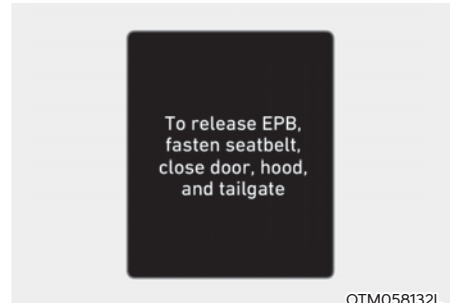 To release EPB,
fasten seatbelt,
close door, hood,
and tailgate
OTM058132L